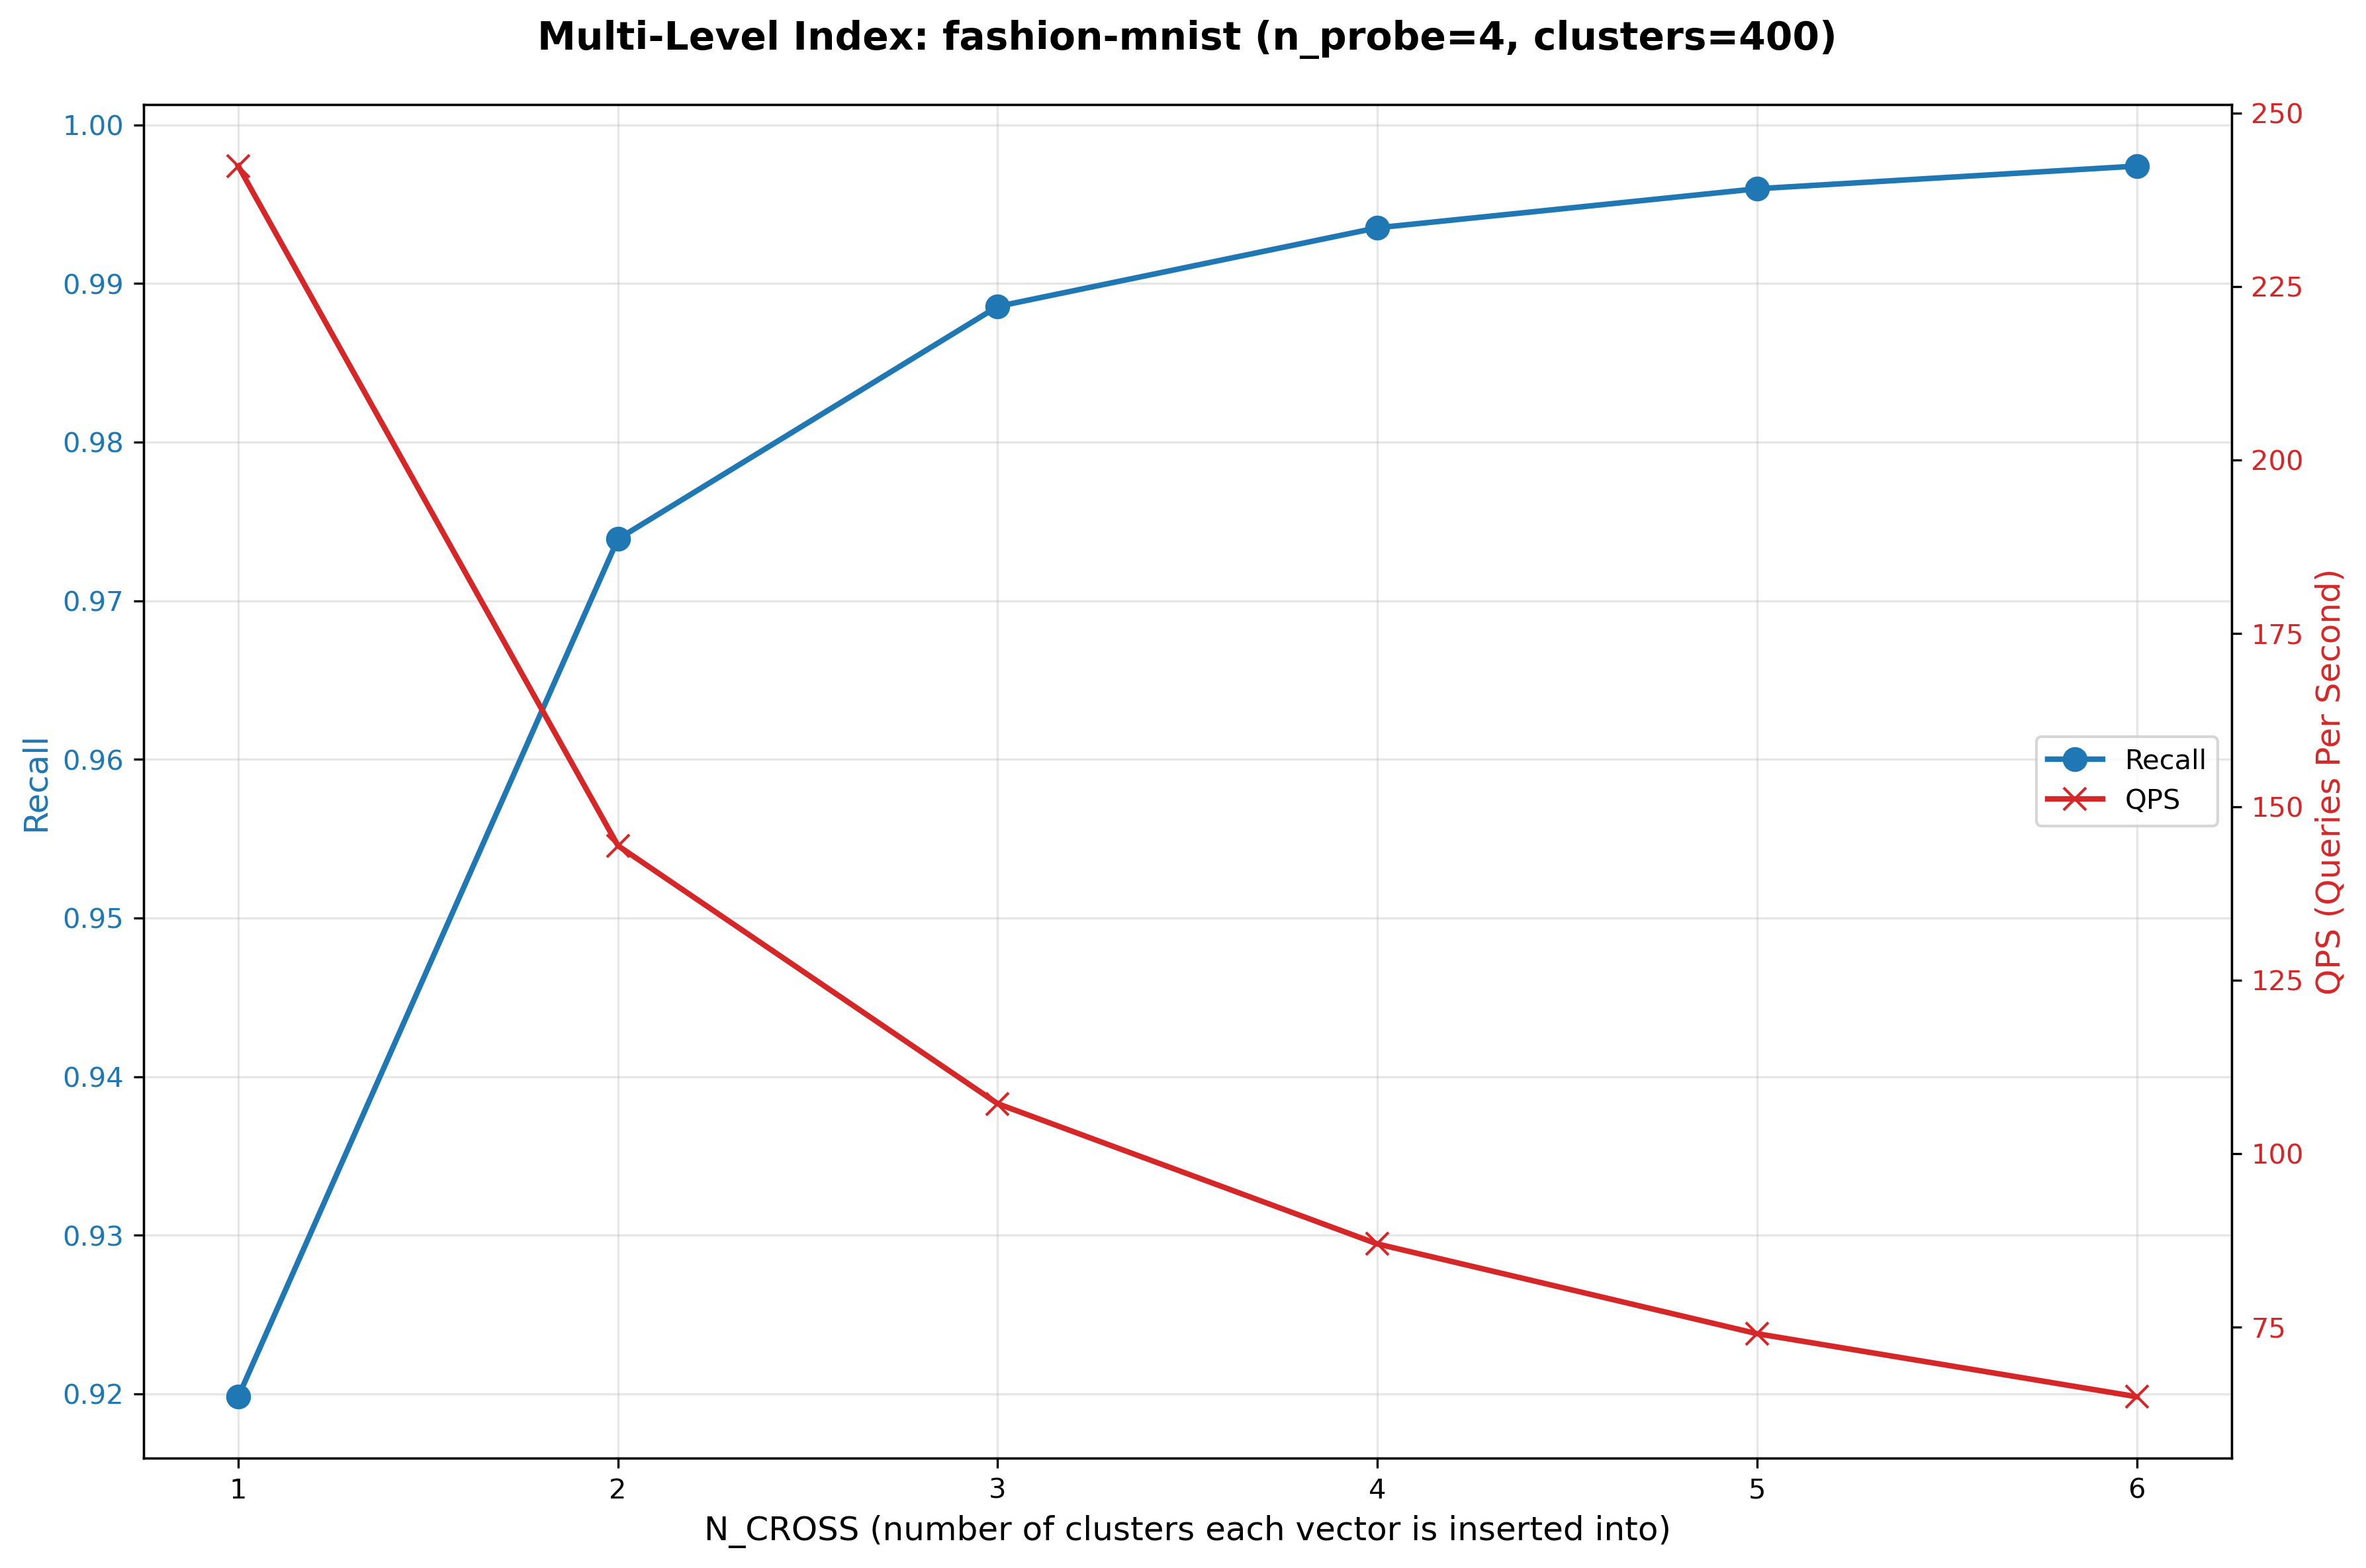 Multi-Level Index: fashion-mnist (n_probe=4, clusters=400)
1.00
0.99
0.98
0.97
0.96
0.95
0.94
0.93
0.92
Recall
250
225
200
175
150
125
100
75
QPS (Queries Per Second)
Recall
QPS
1 2 3 4 5 6
N_CROSS (number of clusters each vector is inserted into)